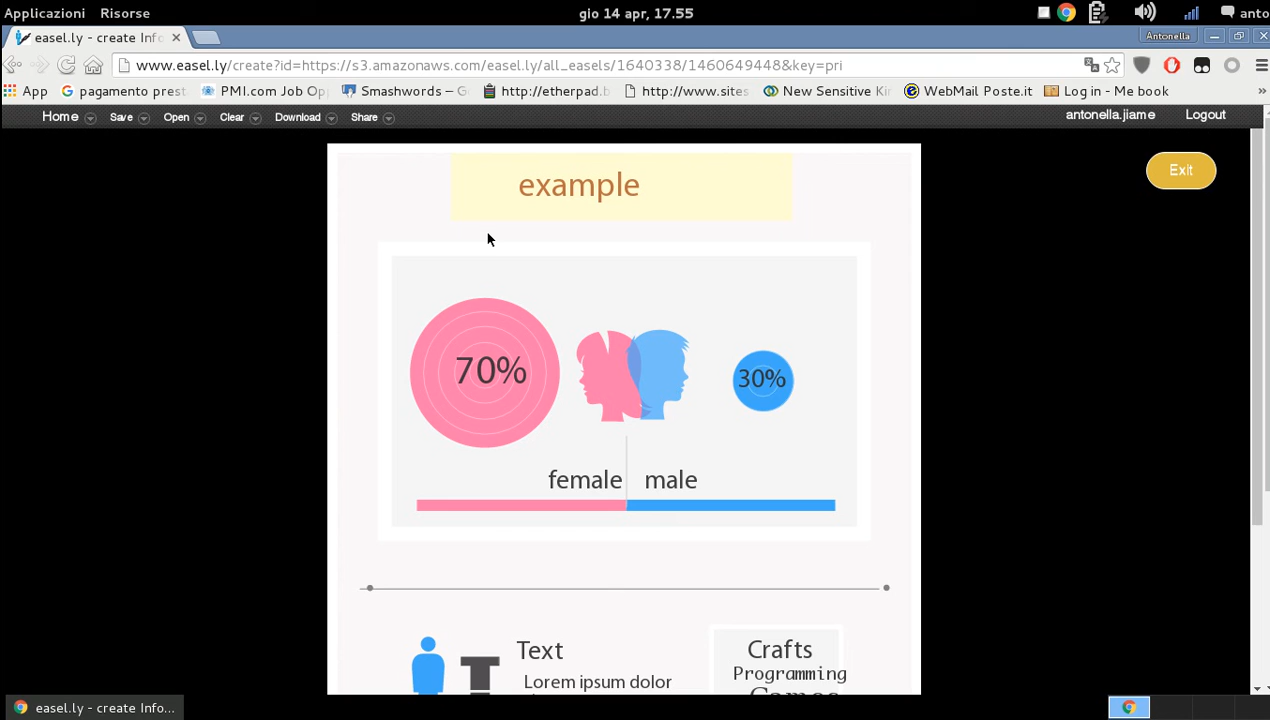 Applicazioni Risorse gio 14 apr, 17.55 anto
easel.ly - create Info Antonella
www.easel.ly/create?id=https://s3.amazonaws.com/easel.ly/all_easels/1640338/1460649448&key=pri
App pagamento prest PMI.com Job Op Smashwords – G http://etherpad.b http://www.sites New Sensitive Kir WebMail Poste.it Log in - Me book »
Home Save Open Clear Download Share antonella.jiame Logout
Exit
example
70%
30%
female male
Text
Lorem ipsum dolor
Crafts
Programming
Games
easel.ly - create Info...